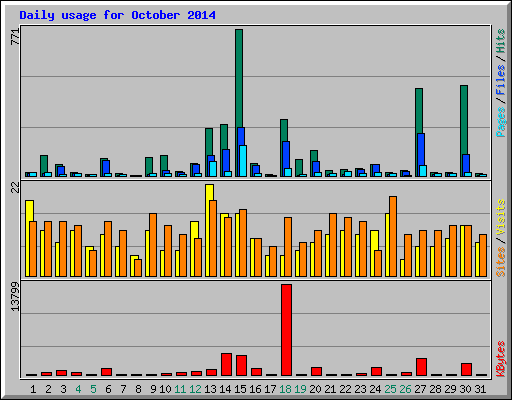 Daily usage for October 2014
771
Pages / Files / Hits
22
Sites / Visits
13799
KBytes
1 2 3 4 5 6 7 8 9 10 11 12 13 14 15 16 17 18 19 20 21 22 23 24 25 26 27 28 29 30 31